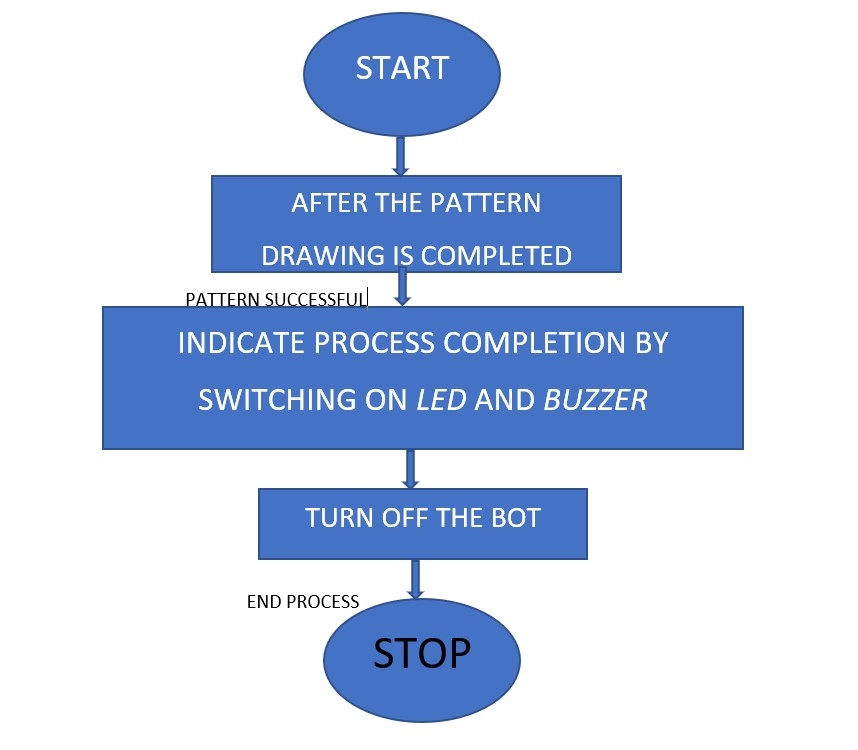 START
AFTER THE PATTERN
DRAWING IS COMPLETED
PATTERN SUCCESSFUL
INDICATE PROCESS COMPLETION BY
SWITCHING ON LED AND BUZZER
TURN OFF THE BOT
END PROCESS
STOP